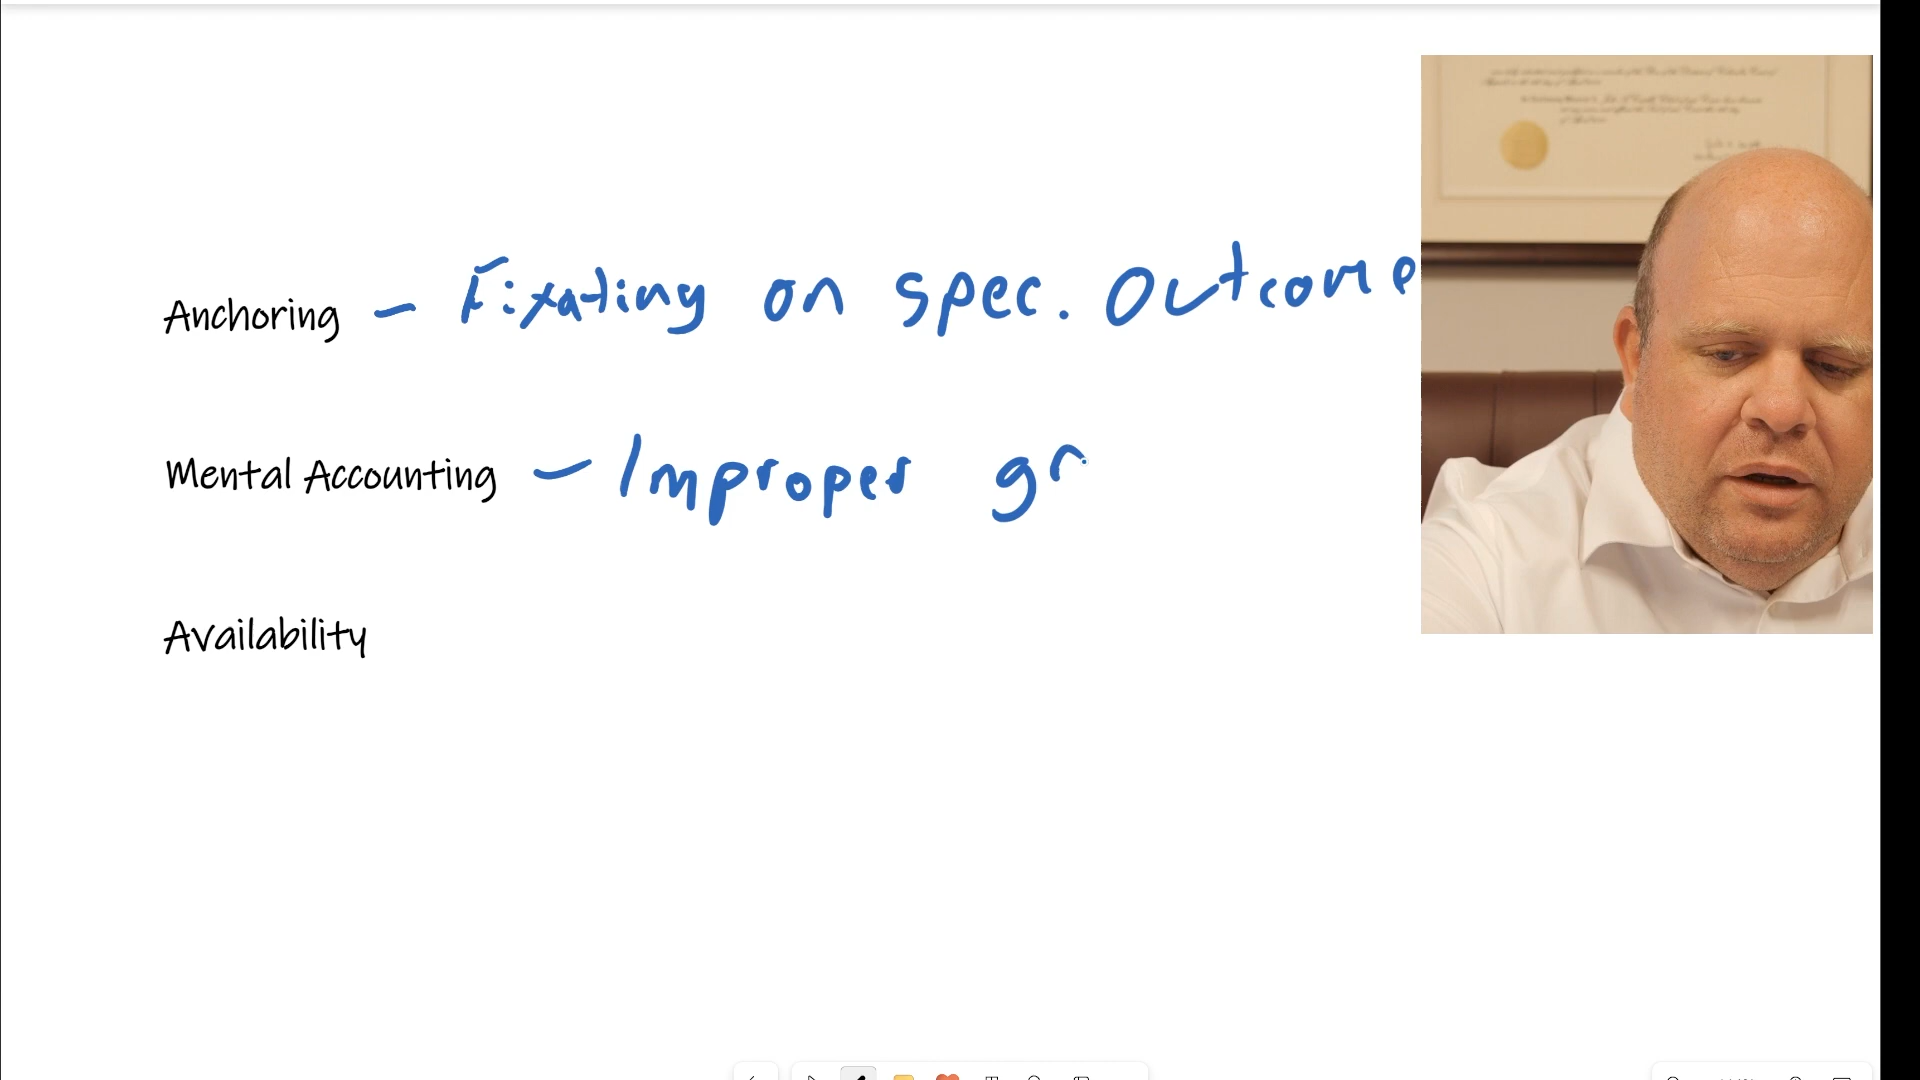 Anchoring – Fixating on spec. Outcome
Mental Accounting – Improper gr
Availability